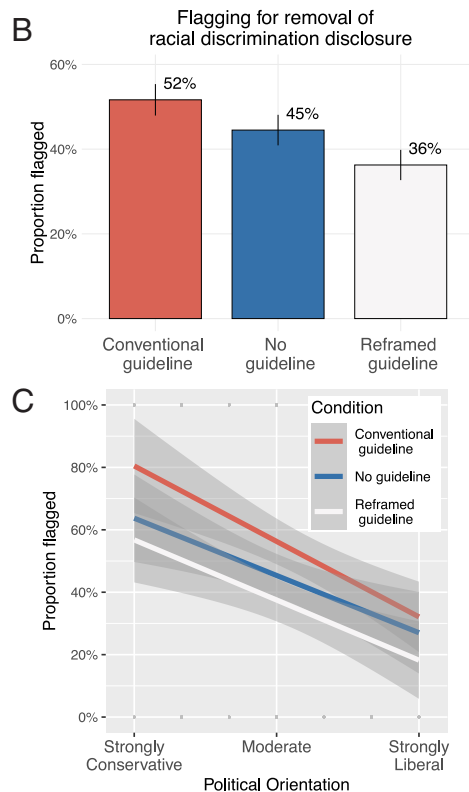 B
Flagging for removal of
racial discrimination disclosure
Proportion flagged
60%
40%
20%
0%
52%
45%
36%
Conventional
guideline
No
guideline
Reframed
guideline
C
Proportion flagged
100%
80%
60%
40%
20%
0%
Condition
Conventional
guideline
No guideline
Reframed
guideline
Strongly
Conservative
Moderate
Strongly
Liberal
Political Orientation